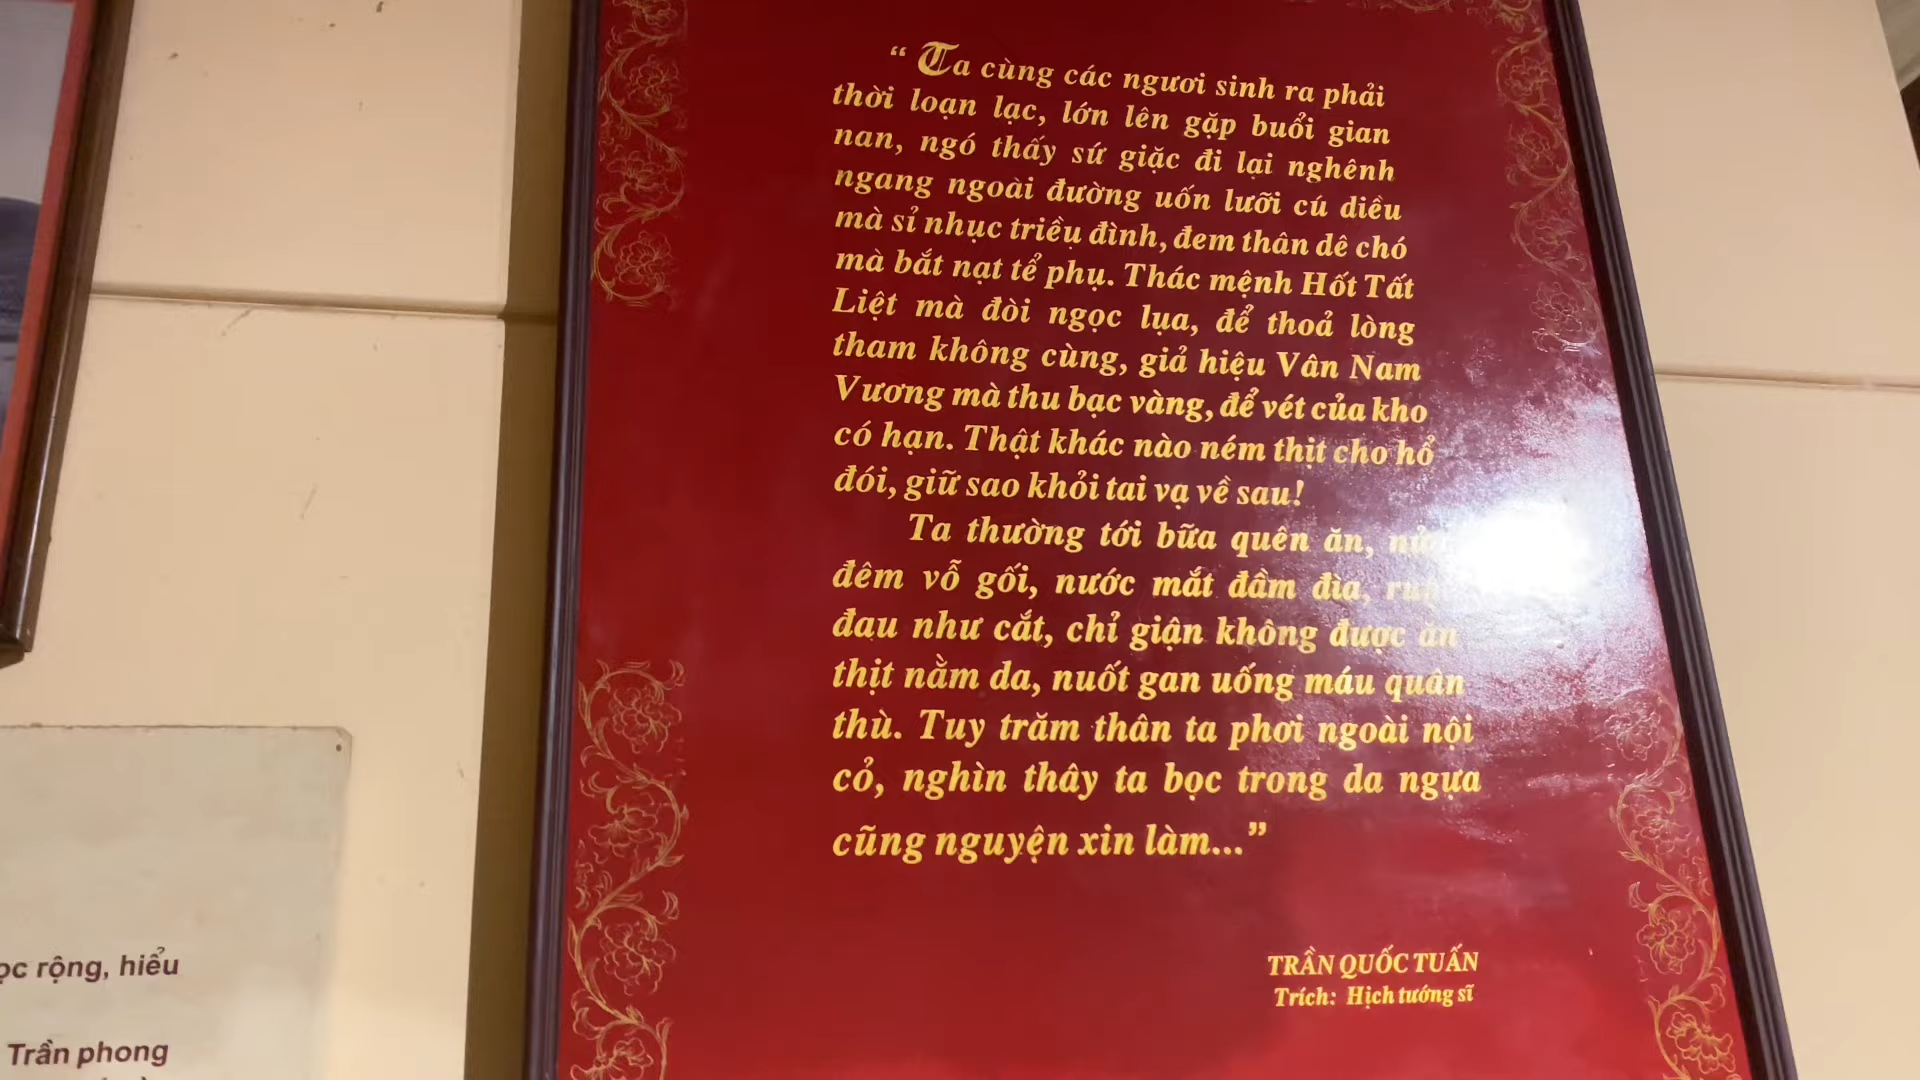 “ Ta cùng các ngươi sinh ra phải
thời loạn lạc, lớn lên gặp buổi gian
nan, ngó thấy sứ giặc đi lại nghênh
ngang ngoài đường uốn lưỡi cú diều
mà sỉ nhục triều đình, đem thân dê chó
mà bắt nạt tể phụ. Thác mệnh Hốt Tất
Liệt mà đòi ngọc lụa, để thoả lòng
tham không cùng, giả hiệu Vân Nam
Vương mà thu bạc vàng, để vét của kho
có hạn. Thật khác nào ném thịt cho hổ
đói, giữ sao khỏi tai vạ về sau!
Ta thường tới bữa quên ăn,
đêm vỗ gối, nước mắt đầm đìa,
đau như cắt, chỉ giận không được ăn
thịt nằm da, nuốt gan uống máu quân
thù. Tuy trăm thân ta phơi ngoài nội
cỏ, nghìn thây ta bọc trong da ngựa
cũng nguyện xin làm...”
TRẦN QUỐC TUẤN
Trích: Hịch tướng sĩ
rộng, hiểu
Trần phong